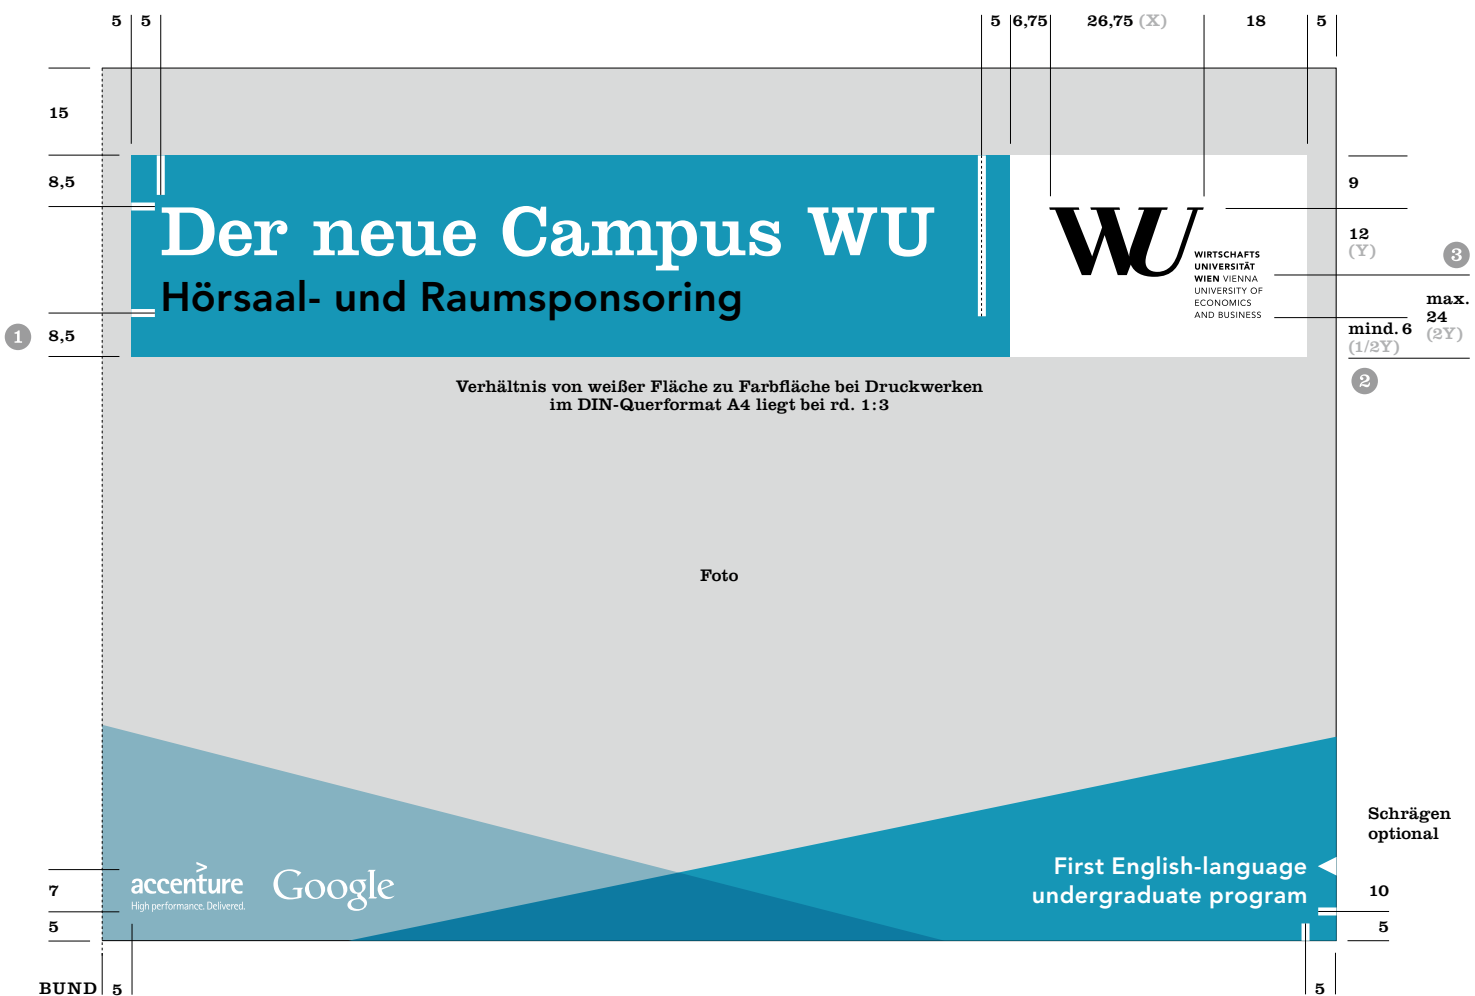 5 5 5 6,75 26,75 (X) 18 5
15
8,5
9
Der neue Campus WU
12
(Y)
3
WIRTSCHAFTS
UNIVERSITÄT
WIEN VIENNA
UNIVERSITY OF
ECONOMICS
AND BUSINESS
Hörsaal- und Raumsponsoring
max.
24
(2Y)
1 8,5
mind. 6
(1/2Y)
2
Verhältnis von weißer Fläche zu Farbfläche bei Druckwerken
im DIN-Querformat A4 liegt bei rd. 1:3
Foto
Schrägen
optional
First English-language
undergraduate program
accenture
High performance. Delivered.
Google
7
10
5
5
BUND 5 5